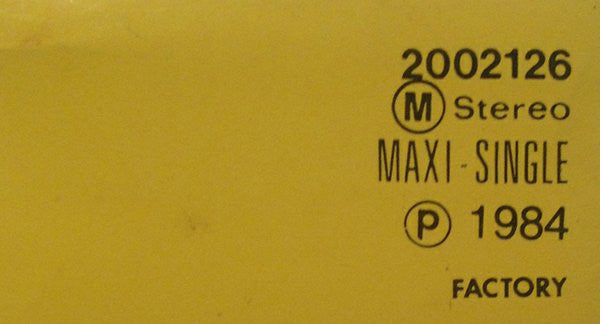 2002126
Ⓜ Stereo
MAXI-SINGLE
Ⓟ 1984
FACTORY